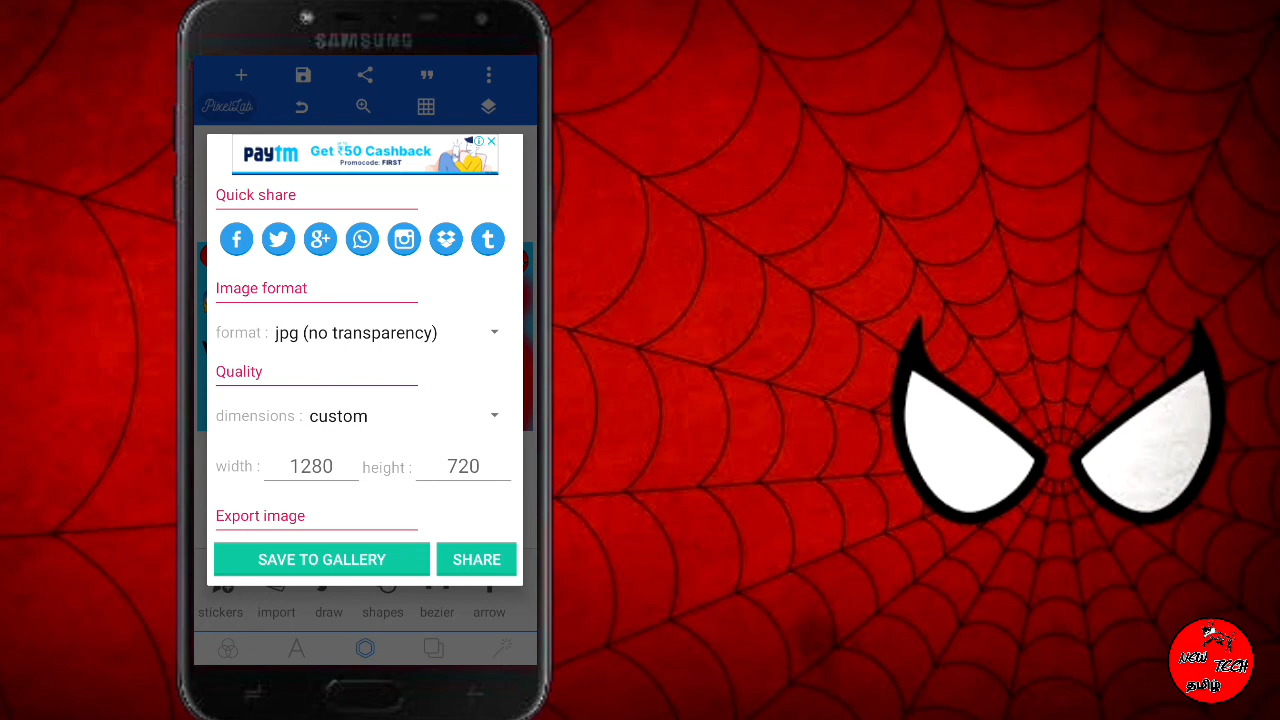 SAMSUNG
PixelLab
paytm
Get ₹50 Cashback
Promocode: FIRST
Quick share
Image format
format : jpg (no transparency)
Quality
dimensions : custom
width : 1280 height : 720
Export image
SAVE TO GALLERY SHARE
stickers import draw shapes bezier arrow
NEW
TECH
தமிழ்